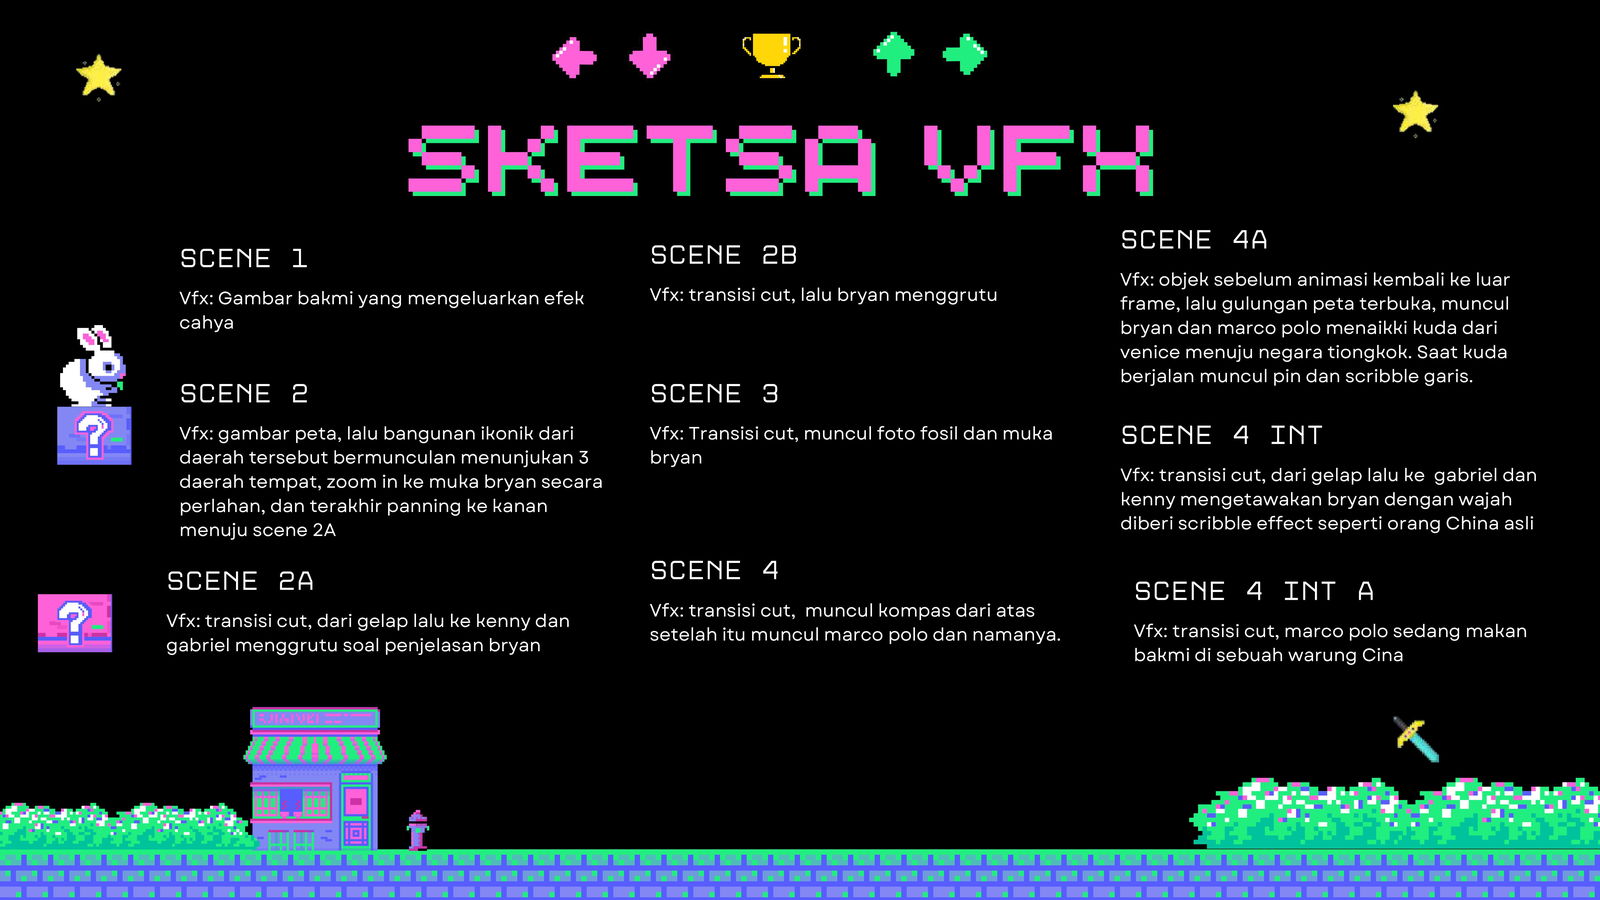 SKETSA VFX
SCENE 1
Vfx: Gambar bakmi yang mengeluarkan efek
cahya
SCENE 2
Vfx: gambar peta, lalu bangunan ikonik dari
daerah tersebut bermunculan menunjukan 3
daerah tempat, zoom in ke muka bryan secara
perlahan, dan terakhir panning ke kanan
menuju scene 2A
SCENE 2A
Vfx: transisi cut, dari gelap lalu ke kenny dan
gabriel menggrutu soal penjelasan bryan
SCENE 2B
Vfx: transisi cut, lalu bryan menggrutu
SCENE 3
Vfx: Transisi cut, muncul foto fosil dan muka
bryan
SCENE 4
Vfx: transisi cut,  muncul kompas dari atas
setelah itu muncul marco polo dan namanya.
SCENE 4A
Vfx: objek sebelum animasi kembali ke luar
frame, lalu gulungan peta terbuka, muncul
bryan dan marco polo menaikki kuda dari
venice menuju negara tiongkok. Saat kuda
berjalan muncul pin dan scribble garis.
SCENE 4 INT
Vfx: transisi cut, dari gelap lalu ke  gabriel dan
kenny mengetawakan bryan dengan wajah
diberi scribble effect seperti orang China asli
SCENE 4 INT A
Vfx: transisi cut, marco polo sedang makan
bakmi di sebuah warung Cina
?
?